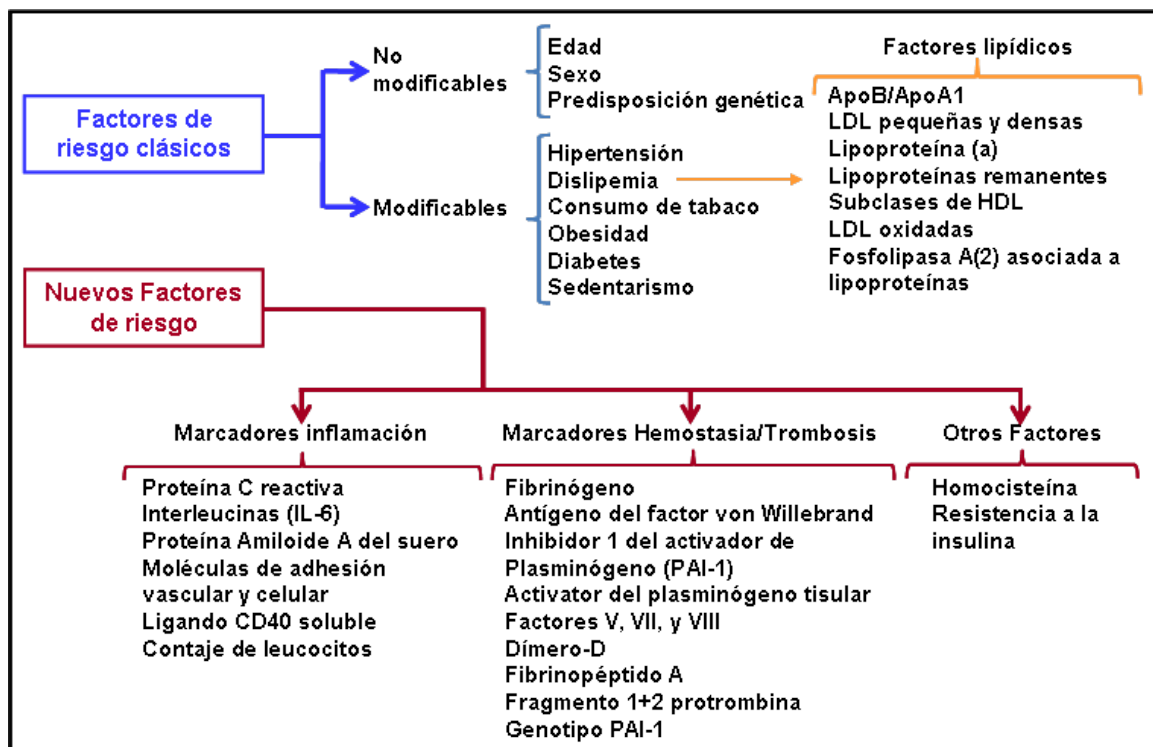 Factores de
riesgo clásicos
No
modificables
Edad
Sexo
Predisposición genética
Modificables
Hipertensión
Dislipemia
Consumo de tabaco
Obesidad
Diabetes
Sedentarismo
Factores lipídicos
ApoB/ApoA1
LDL pequeñas y densas
Lipoproteína (a)
Lipoproteínas remanentes
Subclases de HDL
LDL oxidadas
Fosfolipasa A(2) asociada a
lipoproteínas
Nuevos Factores
de riesgo
Marcadores inflamación
Proteína C reactiva
Interleucinas (IL-6)
Proteína Amiloide A del suero
Moléculas de adhesión
vascular y celular
Ligando CD40 soluble
Contaje de leucocitos
Marcadores Hemostasia/Trombosis
Fibrinógeno
Antígeno del factor von Willebrand
Inhibidor 1 del activador de
Plasminógeno (PAI-1)
Activator del plasminógeno tisular
Factores V, VII, y VIII
Dímero-D
Fibrinopéptido A
Fragmento 1+2 protrombina
Genotipo PAI-1
Otros Factores
Homocisteína
Resistencia a la
insulina